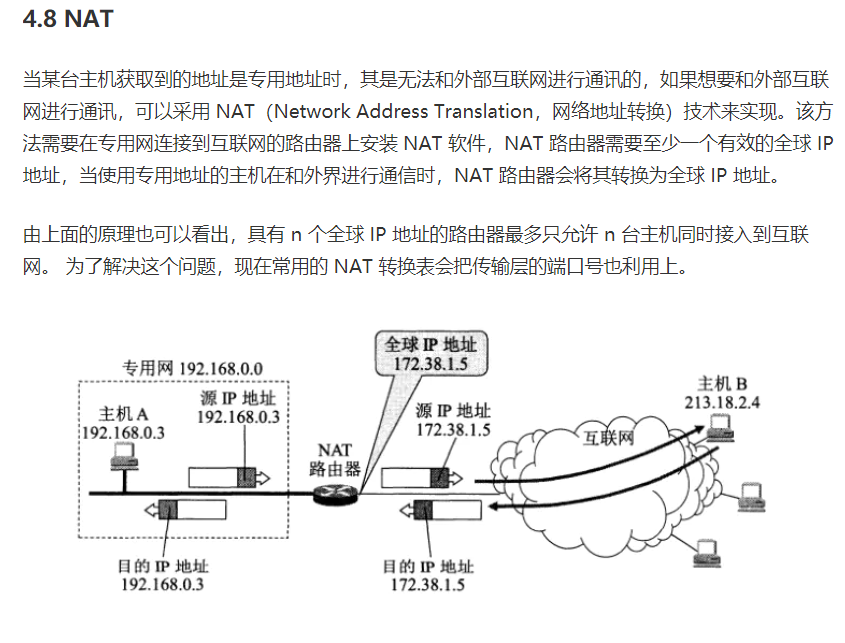 4.8 NAT
当某台主机获取到的地址是专用地址时，其是无法和外部互联网进行通讯的，如果想要和外部互联
网进行通讯，可以采用 NAT（Network Address Translation，网络地址转换）技术来实现。该方
法需要在专用网连接到互联网的路由器上安装 NAT 软件，NAT 路由器需要至少一个有效的全球 IP
地址，当使用专用地址的主机在和外界进行通信时，NAT 路由器会将其转换为全球 IP 地址。
由上面的原理也可以看出，具有 n 个全球 IP 地址的路由器最多只允许 n 台主机同时接入到互联
网。 为了解决这个问题，现在常用的 NAT 转换表会把传输层的端口号也利用上。
全球 IP 地址
172.38.1.5
专用网 192.168.0.0
主机 A
192.168.0.3
源 IP 地址
192.168.0.3
NAT
路由器
源 IP 地址
172.38.1.5
互联网
主机 B
213.18.2.4
目的 IP 地址
192.168.0.3
目的 IP 地址
172.38.1.5